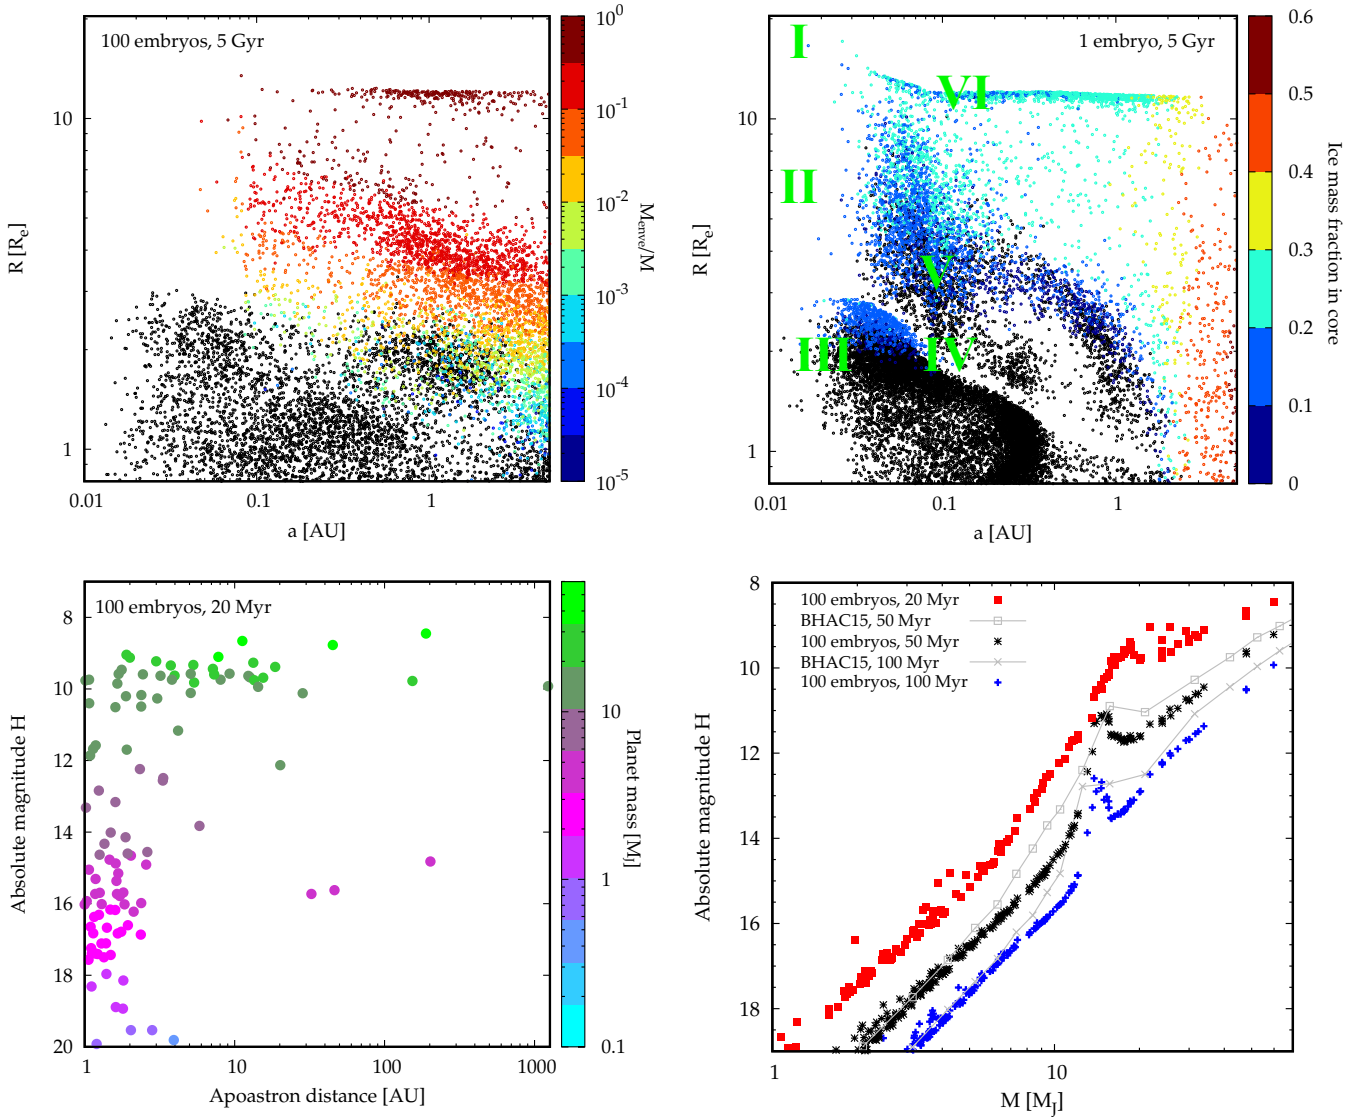 100 embryos, 5 Gyr
R [Rₑ]
10
1
0.01
0.1
1
a [AU]
10⁰
10⁻¹
10⁻²
10⁻³
10⁻⁴
10⁻⁵
Mₑₙᵥₑ/M
1 embryo, 5 Gyr
I
II
III
IV
V
VI
R [Rₑ]
10
1
0.01
0.1
1
a [AU]
0.6
0.5
0.4
0.3
0.2
0.1
0
Ice mass fraction in core
100 embryos, 20 Myr
Absolute magnitude H
8
10
12
14
16
18
20
1
10
100
1000
Apoastron distance [AU]
10
1
0.1
Planet mass [MJ]
100 embryos, 20 Myr
BHAC15, 50 Myr
100 embryos, 50 Myr
BHAC15, 100 Myr
100 embryos, 100 Myr
Absolute magnitude H
8
10
12
14
16
18
1
10
M [MJ]